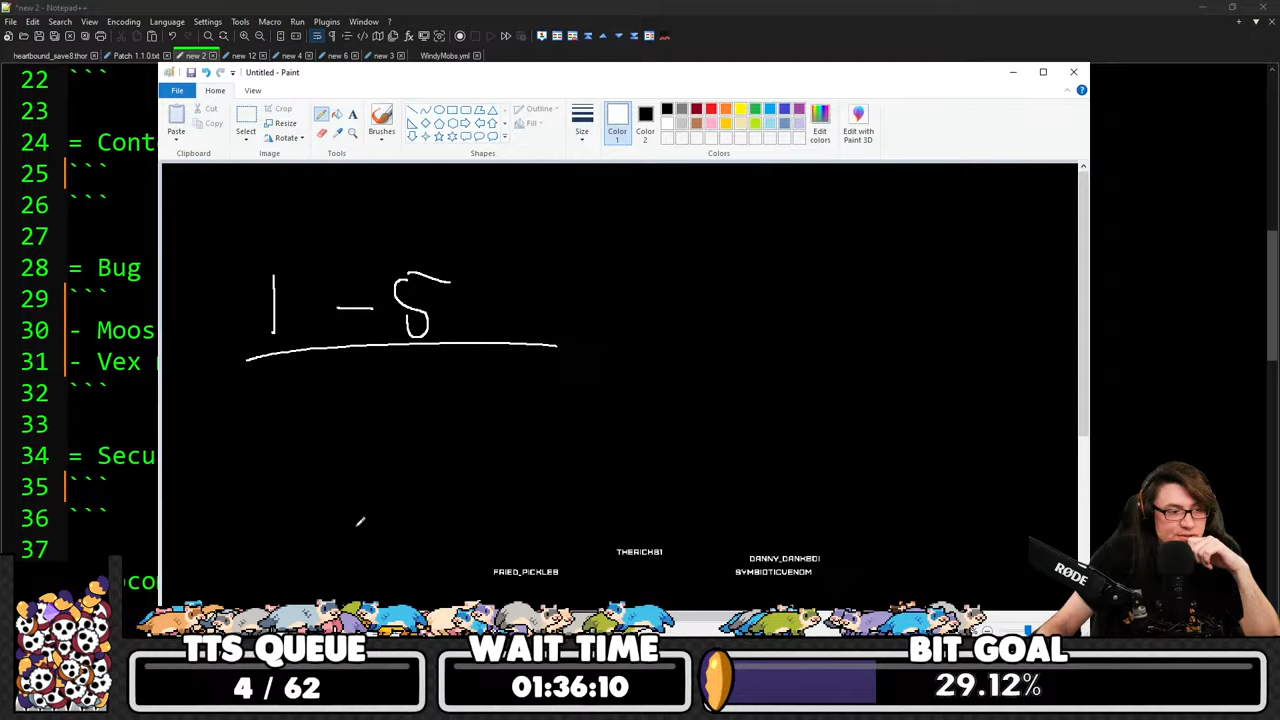 *new 2 - Notepad++
File Edit Search View Encoding Language Settings Tools Macro Run Plugins Window ?
heartbound_save8.thor Patch 1.1.0.txt new 2 new 12 new 4 new 6 new 3 WindyMobs.yml
Untitled - Paint
File Home View
Paste Cut Copy Select Crop Resize Rotate Brushes Outline Fill Size Color 1 Color 2 Edit colors Edit with Paint 3D
Clipboard Image Tools Shapes Colors
22 ```
23
24 = Cont
25 ```
26 ```
27
28 = Bug
29 ```
30 - Moos
31 - Vex
32 ```
33
34 = Secu
35 ```
36 ```
37
1 - 5
THERICH81
DANNY_DANKEDI
FRIED_PICKLEB
SYMBIOTICVENOM
RØDE
TTS QUEUE
4 / 62
WAIT TIME
01:36:10
BIT GOAL
29.12%